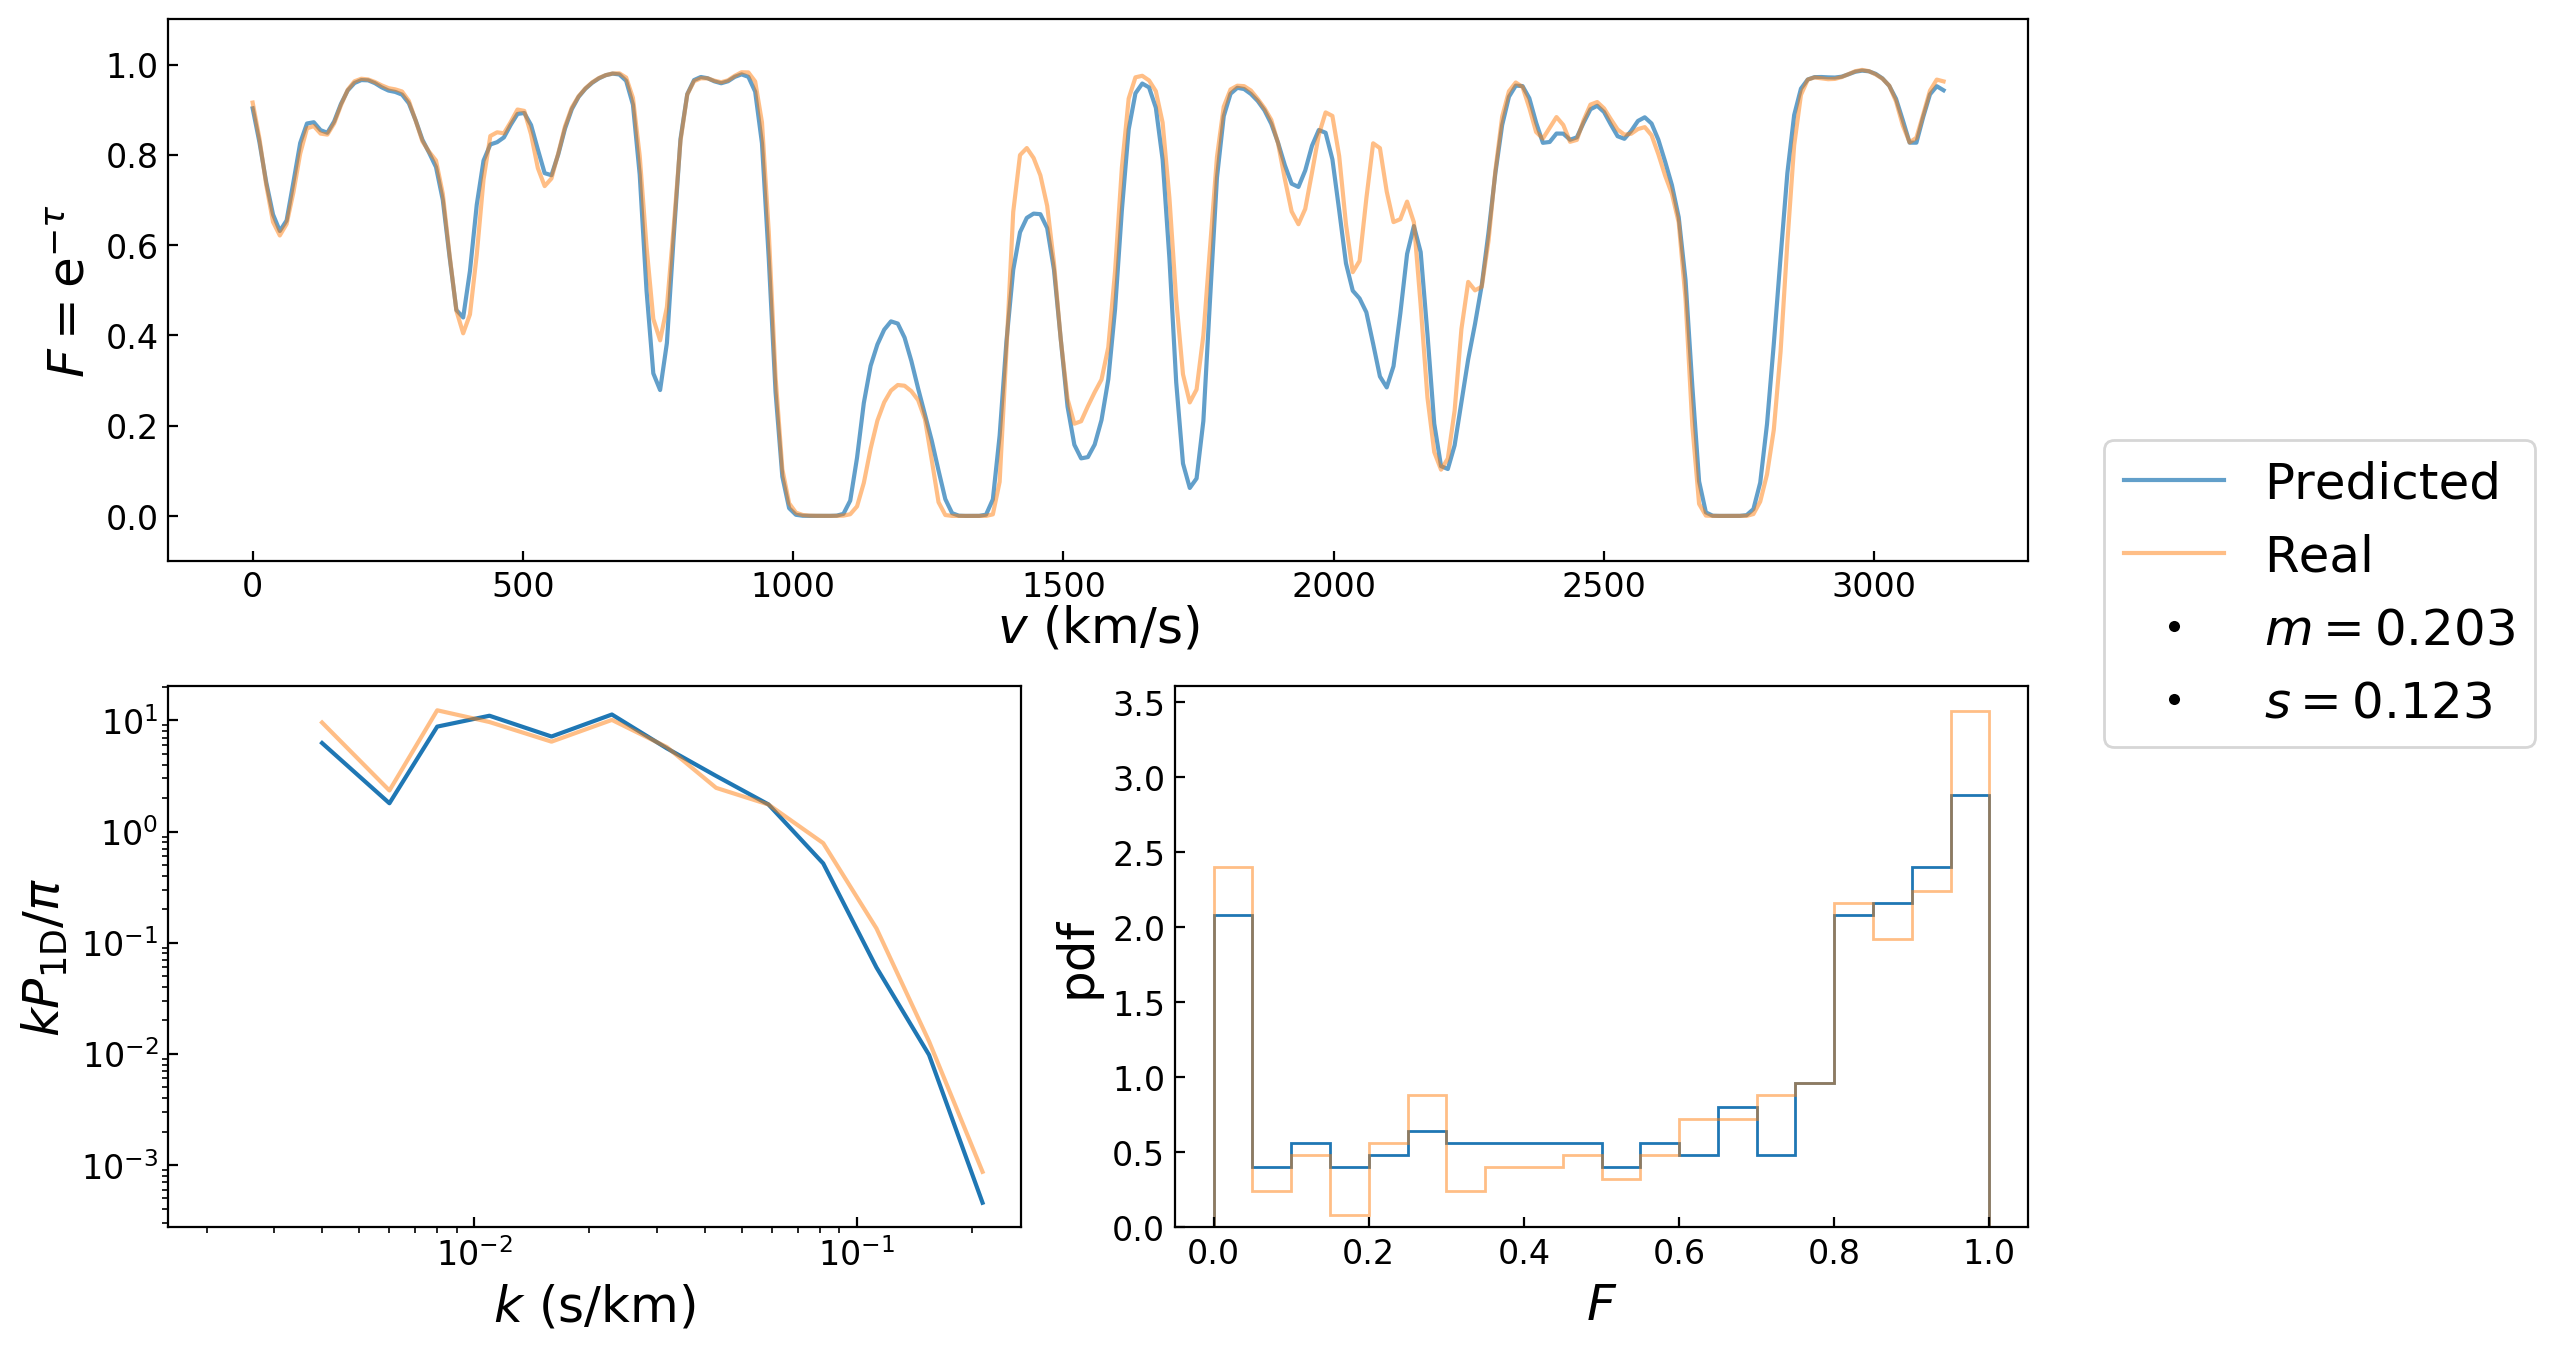 F = e^{−τ}
1.0
0.8
0.6
0.4
0.2
0.0
0 500 1000 1500 2000 2500 3000
v (km/s)
Predicted
Real
m = 0.203
s = 0.123
kP_{1D}/π
10^{1}
10^{0}
10^{−1}
10^{−2}
10^{−3}
10^{−2} 10^{−1}
k (s/km)
pdf
3.5
3.0
2.5
2.0
1.5
1.0
0.5
0.0
0.0 0.2 0.4 0.6 0.8 1.0
F